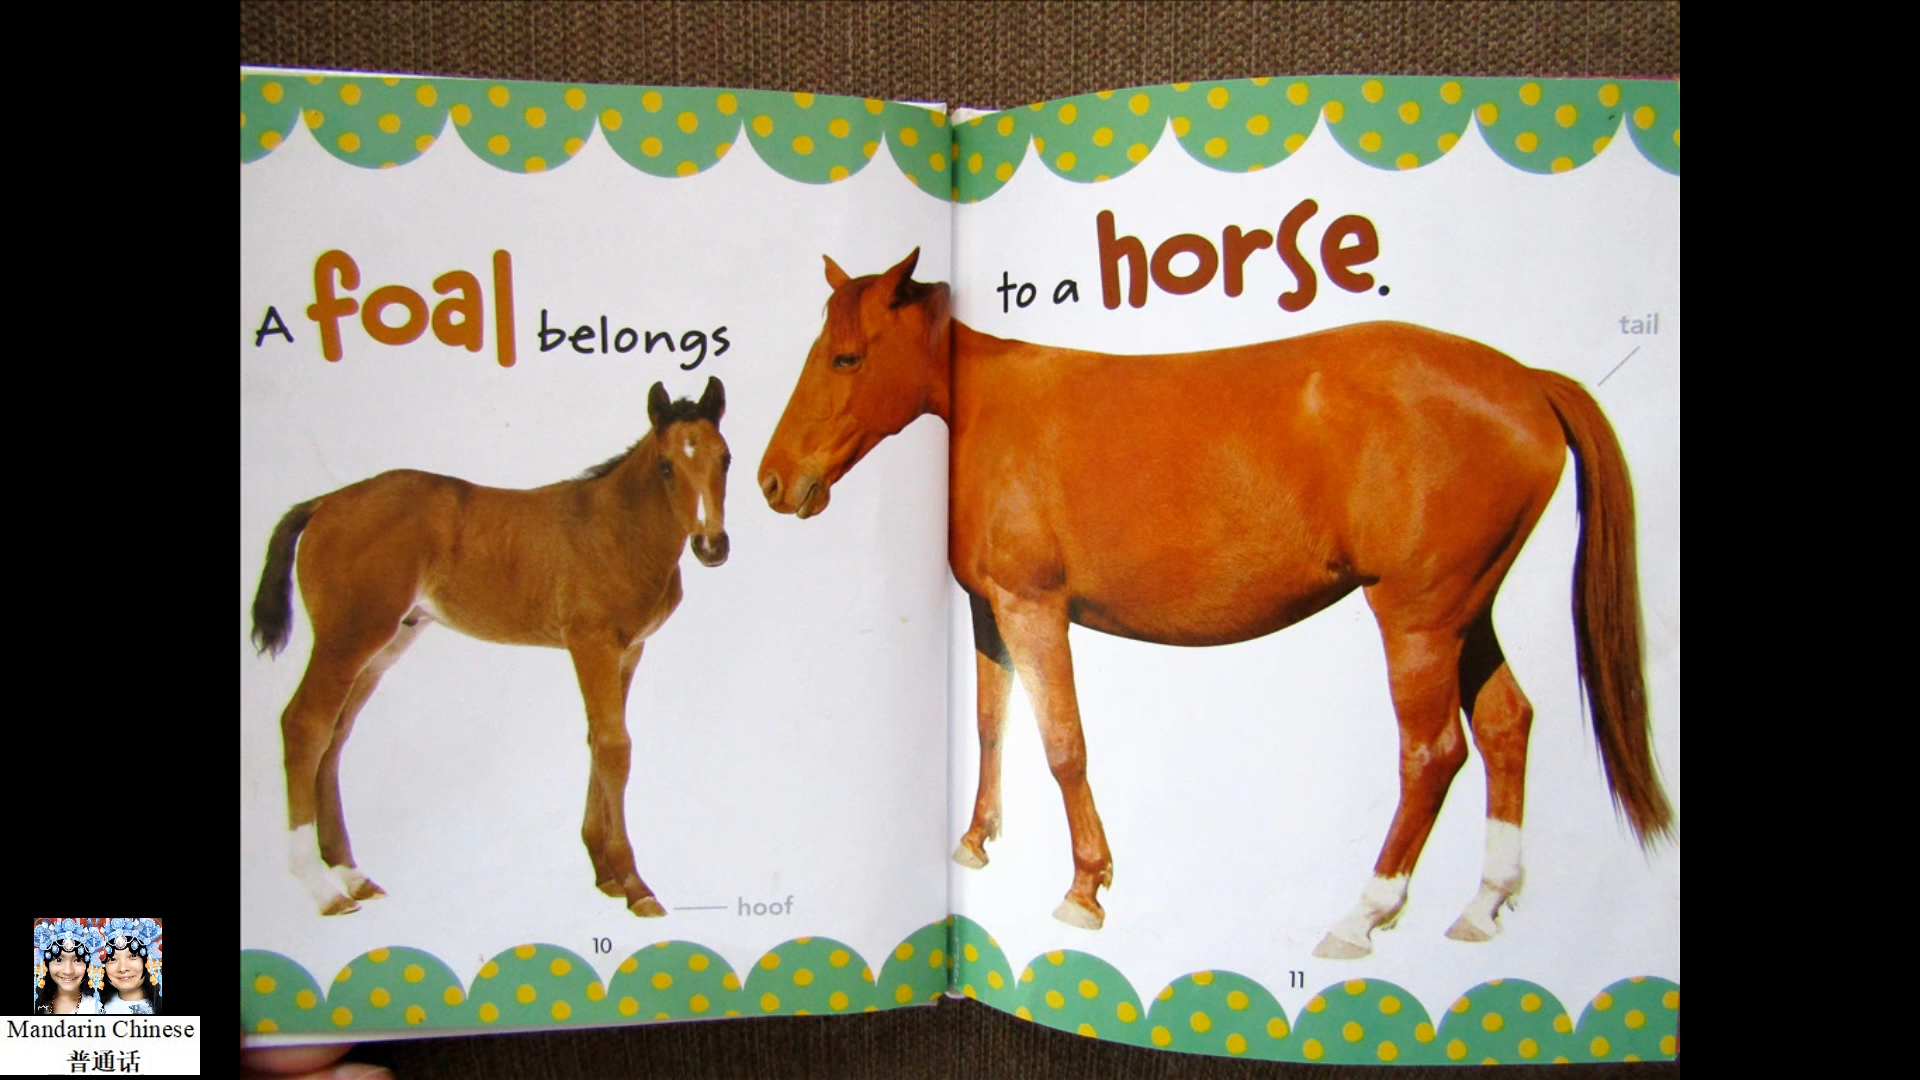 A foal belongs
to a horse.
tail
hoof
10
11
Mandarin Chinese
普通话